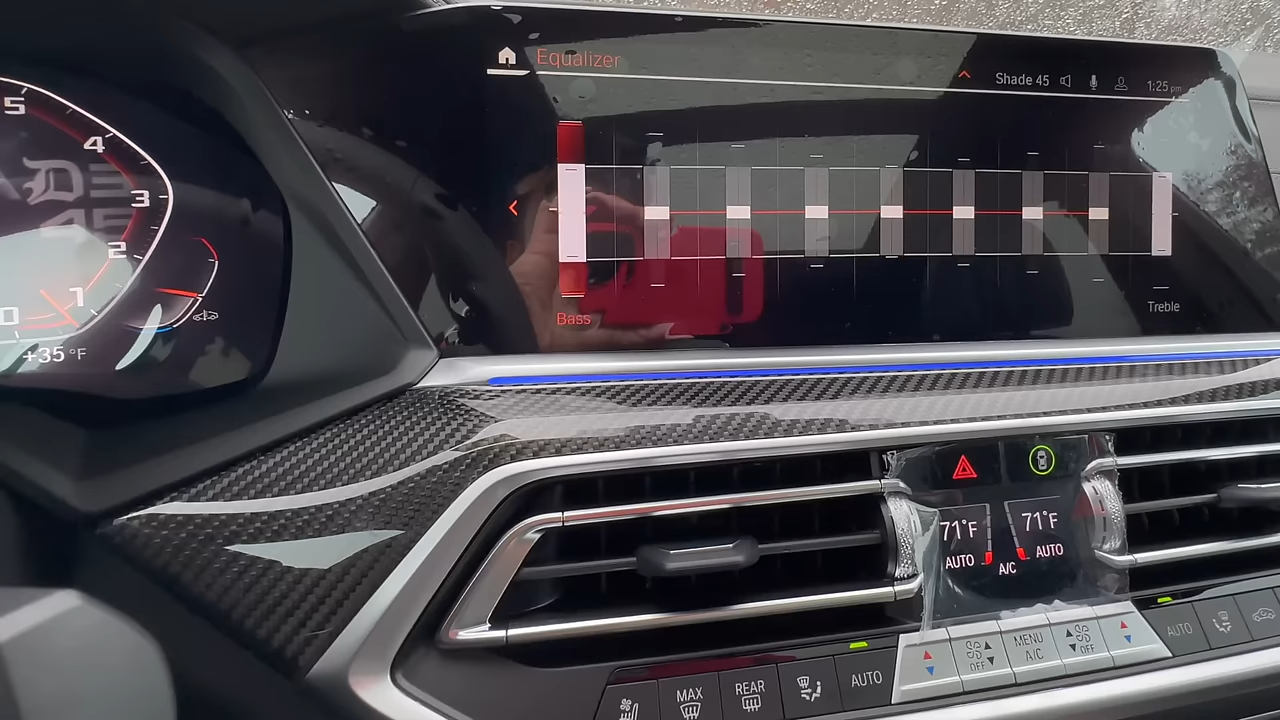 Equalizer
Shade 45
1:25 pm
Bass
Treble
5
4
3
2
1
0
+35 °F
71°F
71°F
AUTO
AUTO
A/C
MAX
REAR
AUTO
OFF
MENU
A/C
OFF
AUTO